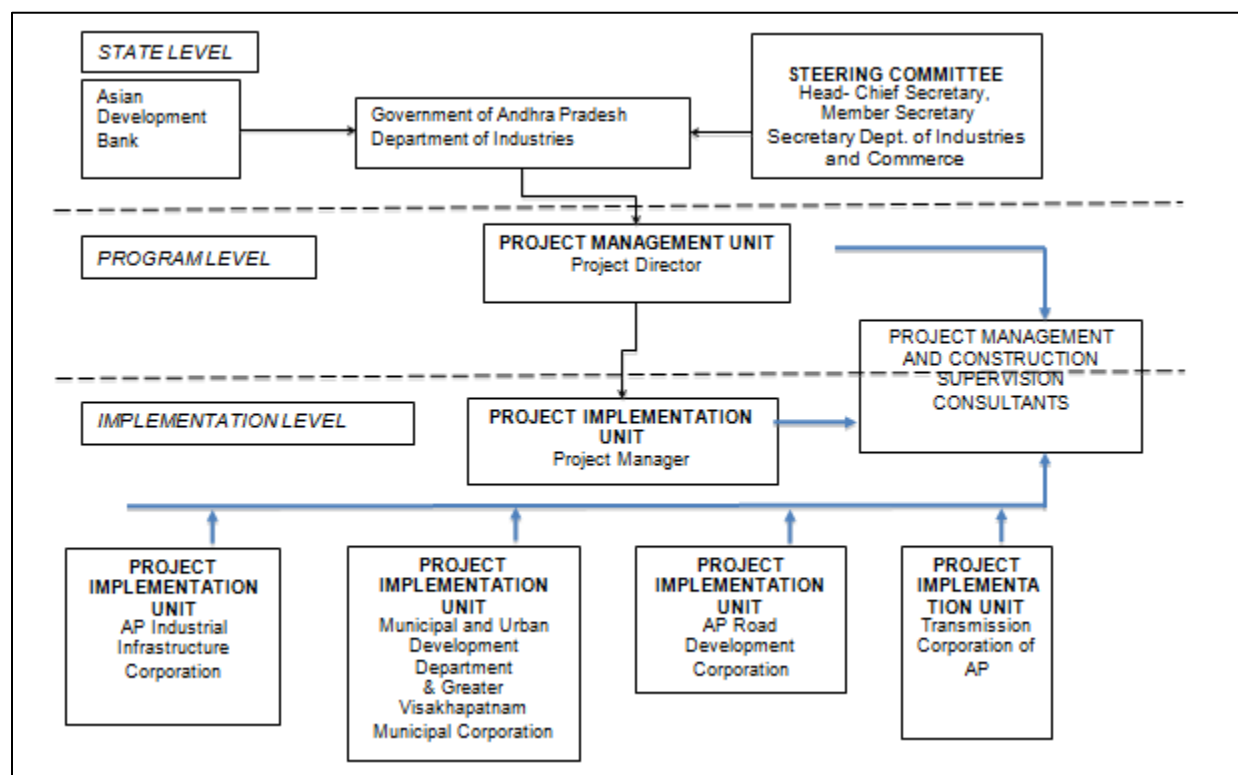 STATE LEVEL
Asian
Development
Bank
Government of Andhra Pradesh
Department of Industries
STEERING COMMITTEE
Head- Chief Secretary,
Member Secretary
Secretary Dept. of Industries
and Commerce
PROGRAM LEVEL
PROJECT MANAGEMENT UNIT
Project Director
PROJECT MANAGEMENT
AND CONSTRUCTION
SUPERVISION
CONSULTANTS
IMPLEMENTATION LEVEL
PROJECT IMPLEMENTATION
UNIT
Project Manager
PROJECT
IMPLEMENTATION
UNIT
AP Industrial
Infrastructure
Corporation
PROJECT
IMPLEMENTATION
UNIT
Municipal and Urban
Development
Department
& Greater
Visakhapatnam
Municipal Corporation
PROJECT
IMPLEMENTATION
UNIT
AP Road
Development
Corporation
PROJECT
IMPLEMENTA
TION UNIT
Transmission
Corporation of
AP